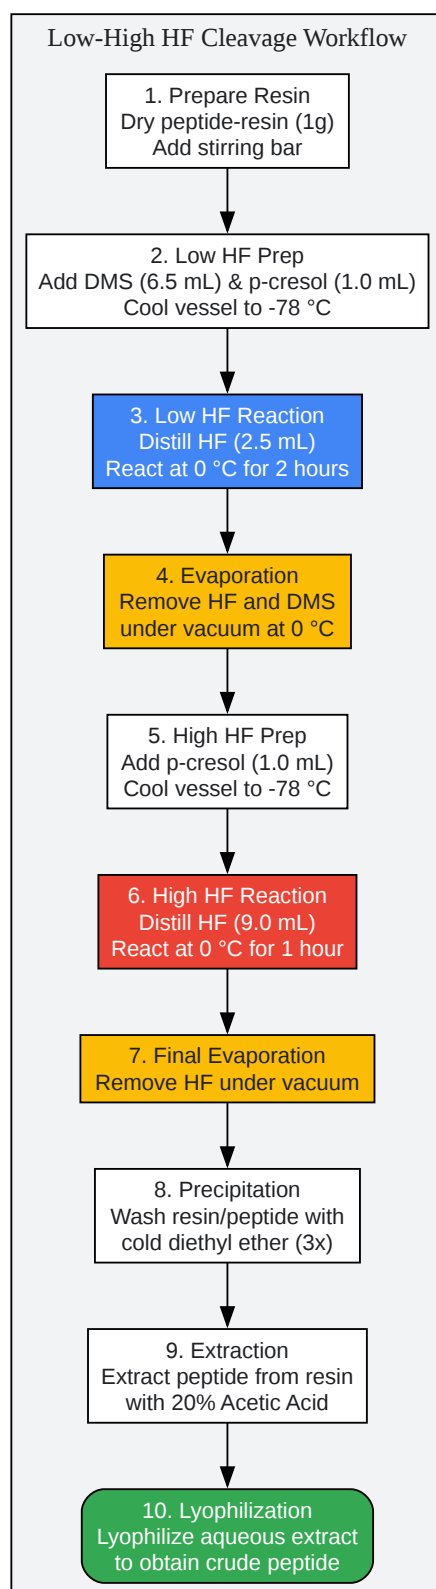 Low-High HF Cleavage Workflow
1. Prepare Resin
Dry peptide-resin (1g)
Add stirring bar
2. Low HF Prep
Add DMS (6.5 mL) & p-cresol (1.0 mL)
Cool vessel to -78 °C
3. Low HF Reaction
Distill HF (2.5 mL)
React at 0 °C for 2 hours
4. Evaporation
Remove HF and DMS
under vacuum at 0 °C
5. High HF Prep
Add p-cresol (1.0 mL)
Cool vessel to -78 °C
6. High HF Reaction
Distill HF (9.0 mL)
React at 0 °C for 1 hour
7. Final Evaporation
Remove HF under vacuum
8. Precipitation
Wash resin/peptide with
cold diethyl ether (3x)
9. Extraction
Extract peptide from resin
with 20% Acetic Acid
10. Lyophilization
Lyophilize aqueous extract
to obtain crude peptide